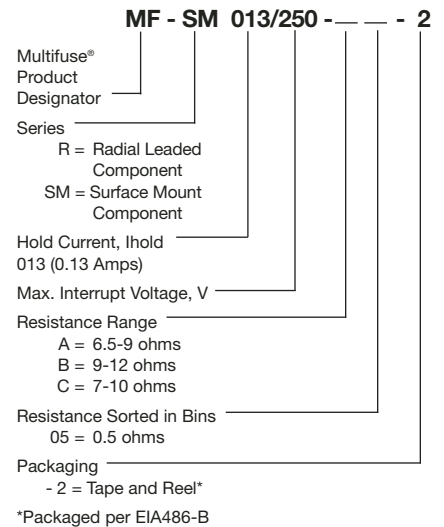 MF - SM 013/250 - __ __ - 2
Multifuse®
Product
Designator
Series
R = Radial Leaded
Component
SM = Surface Mount
Component
Hold Current, Ihold
013 (0.13 Amps)
Max. Interrupt Voltage, V
Resistance Range
A = 6.5-9 ohms
B = 9-12 ohms
C = 7-10 ohms
Resistance Sorted in Bins
05 = 0.5 ohms
Packaging
- 2 = Tape and Reel*
*Packaged per EIA486-B